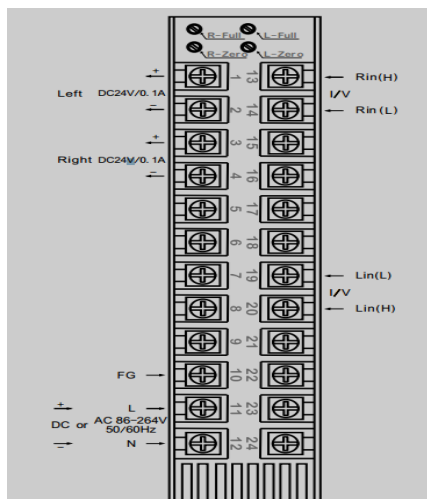 R-Full L-Full
R-Zero L-Zero
+ 1 13 Rin(H)
Left DC24V/0.1A I/V
− 2 14 Rin(L)
+ 3 15
Right DC24V/0.1A
− 4 16
5 17
6 18
7 19 Lin(L)
I/V
8 20 Lin(H)
9 21
FG 10 22
+ L 11 23
DC or AC 86~264V
50/60Hz
− N 12 24